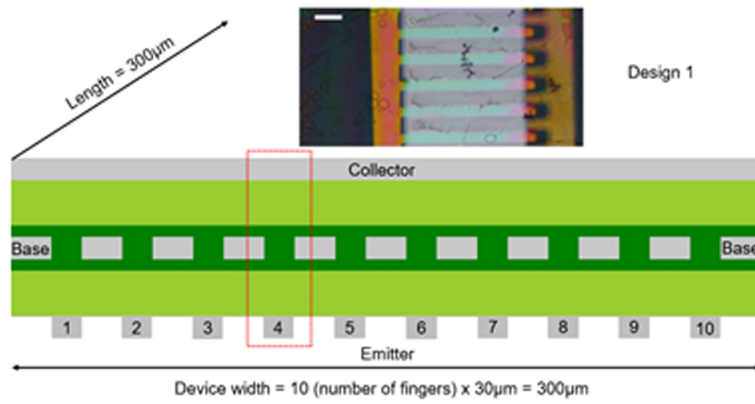 Length = 300µm
Design 1
Collector
Base
Base
1 2 3 4 5 6 7 8 9 10
Emitter
Device width = 10 (number of fingers) x 30µm = 300µm